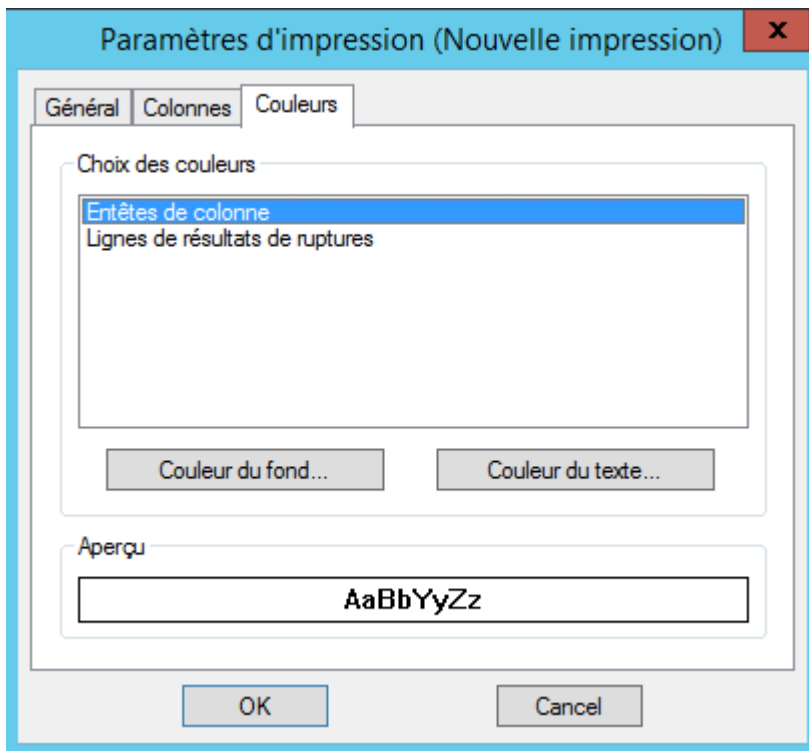 Paramètres d'impression (Nouvelle impression)
x
Général Colonnes Couleurs
Choix des couleurs
Entêtes de colonne
Lignes de résultats de ruptures
Couleur du fond... Couleur du texte...
Aperçu
AaBbYyZz
OK Cancel